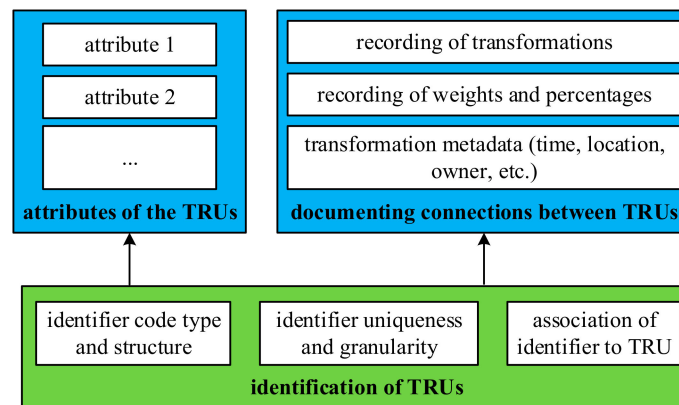 attribute 1
attribute 2
...
attributes of the TRUs
recording of transformations
recording of weights and percentages
transformation metadata (time, location,
owner, etc.)
documenting connections between TRUs
identifier code type
and structure
identifier uniqueness
and granularity
association of
identifier to TRU
identification of TRUs